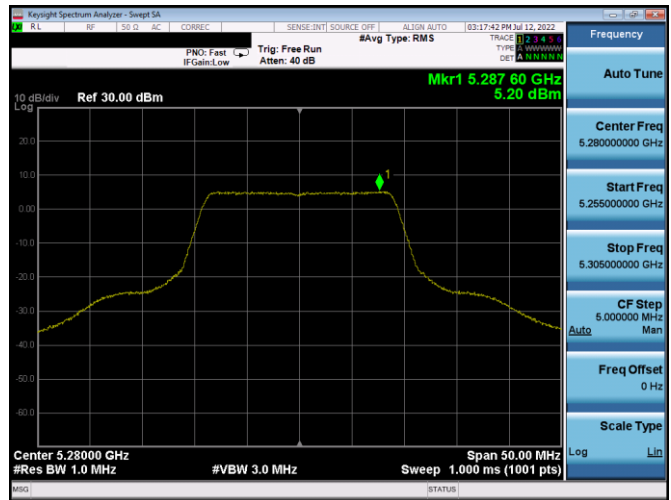 Keysight Spectrum Analyzer - Swept SA
RL RF 50 Ω AC CORREC SENSE:INT SOURCE OFF ALIGN AUTO 03:17:42 PM Jul 12, 2022
#Avg Type: RMS
TRACE 1 2 3 4 5 6
TYPE A WWWWW
DET A N N N N N
PNO: Fast
IFGain:Low
Trig: Free Run
Atten: 40 dB
Mkr1 5.287 60 GHz
5.20 dBm
10 dB/div
Log
Ref 30.00 dBm
20.0
1
0.00
-10.0
-20.0
-30.0
-40.0
-50.0
-60.0
Center 5.28000 GHz
Span 50.00 MHz
#Res BW 1.0 MHz
#VBW 3.0 MHz
Sweep 1.000 ms (1001 pts)
MSG
STATUS
Frequency
Auto Tune
Center Freq
5.280000000 GHz
Start Freq
5.255000000 GHz
Stop Freq
5.305000000 GHz
CF Step
5.000000 MHz
Auto Man
Freq Offset
0 Hz
Scale Type
Log Lin